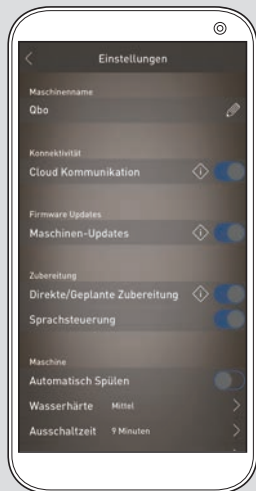 Einstellungen
Maschinenname
Qbo
Konnektivität
Cloud Kommunikation
Firmware Updates
Maschinen-Updates
Zubereitung
Direkte/Geplante Zubereitung
Sprachsteuerung
Maschine
Automatisch Spülen
Wasserhärte Mittel
Ausschaltzeit 9 Minuten